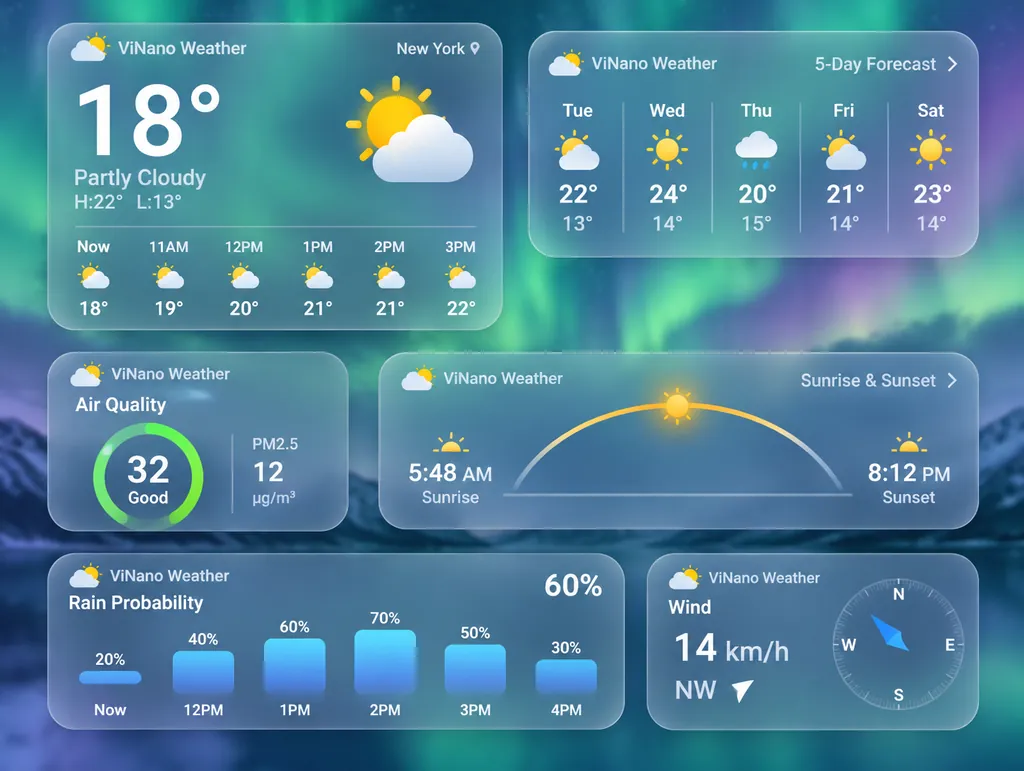 ViNano Weather
New York
18°
Partly Cloudy
H:22° L:13°
Now 11AM 12PM 1PM 2PM 3PM
18° 19° 20° 21° 21° 22°
ViNano Weather
5-Day Forecast
Tue Wed Thu Fri Sat
22° 24° 20° 21° 23°
13° 14° 15° 14° 14°
ViNano Weather
Air Quality
32
Good
PM2.5
12
µg/m³
ViNano Weather
Sunrise & Sunset
5:48 AM
Sunrise
8:12 PM
Sunset
ViNano Weather
Rain Probability
60%
20% 40% 60% 70% 50% 30%
Now 12PM 1PM 2PM 3PM 4PM
ViNano Weather
Wind
14 km/h
NW
N
W E
S